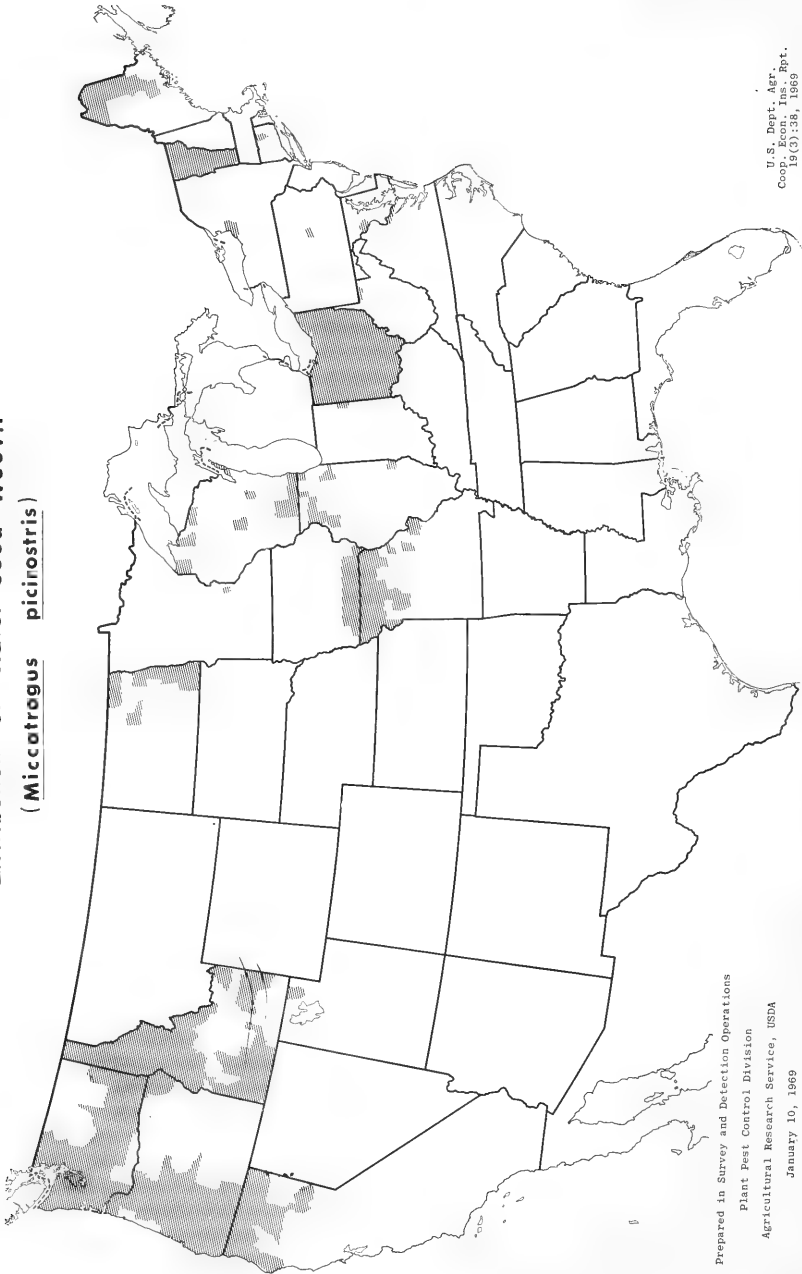 (Miccotrogus picinostris)
U.S. Dept. Agr.
Coop. Econ. Ins. Rpt.
19(3):38, 1969
Prepared in Survey and Detection Operations
Plant Pest Control Division
Agricultural Research Service, USDA
January 10, 1969